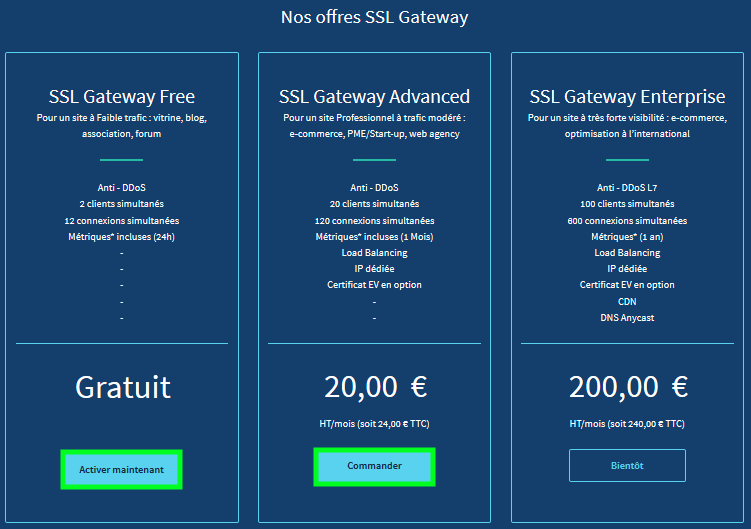 Nos offres SSL Gateway
SSL Gateway Free
Pour un site à Faible trafic : vitrine, blog,
association, forum
Anti - DDoS
2 clients simultanés
12 connexions simultanées
Métriques* incluses (24h)
-
-
-
-
-
Gratuit
Activer maintenant
SSL Gateway Advanced
Pour un site Professionnel à trafic modéré :
e-commerce, PME/Start-up, web agency
Anti - DDoS
20 clients simultanés
120 connexions simultanées
Métriques* incluses (1 Mois)
Load Balancing
IP dédiée
Certificat EV en option
-
-
20,00 €
HT/mois (soit 24,00 € TTC)
Commander
SSL Gateway Enterprise
Pour un site à très forte visibilité : e-commerce,
optimisation à l'international
Anti - DDoS L7
100 clients simultanés
600 connexions simultanées
Métriques* (1 an)
Load Balancing
IP dédiée
Certificat EV en option
CDN
DNS Anycast
200,00 €
HT/mois (soit 240,00 € TTC)
Bientôt